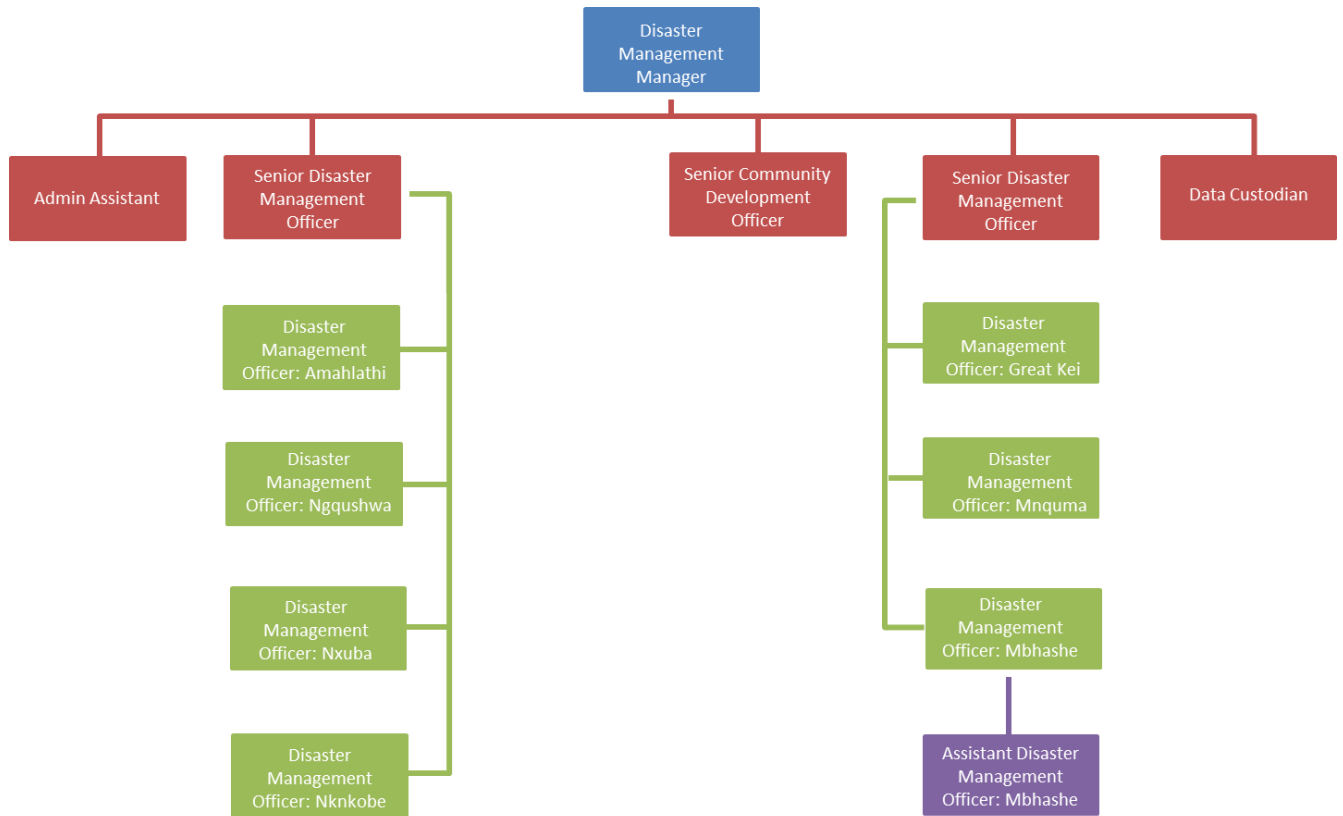 Disaster
Management
Manager
Admin Assistant
Senior Disaster
Management
Officer
Senior Community
Development
Officer
Senior Disaster
Management
Officer
Data Custodian
Disaster
Management
Officer: Amahlathi
Disaster
Management
Officer: Ngqushwa
Disaster
Management
Officer: Nxuba
Disaster
Management
Officer: Nknkobe
Disaster
Management
Officer: Great Kei
Disaster
Management
Officer: Mnquma
Disaster
Management
Officer: Mbhashe
Assistant Disaster
Management
Officer: Mbhashe